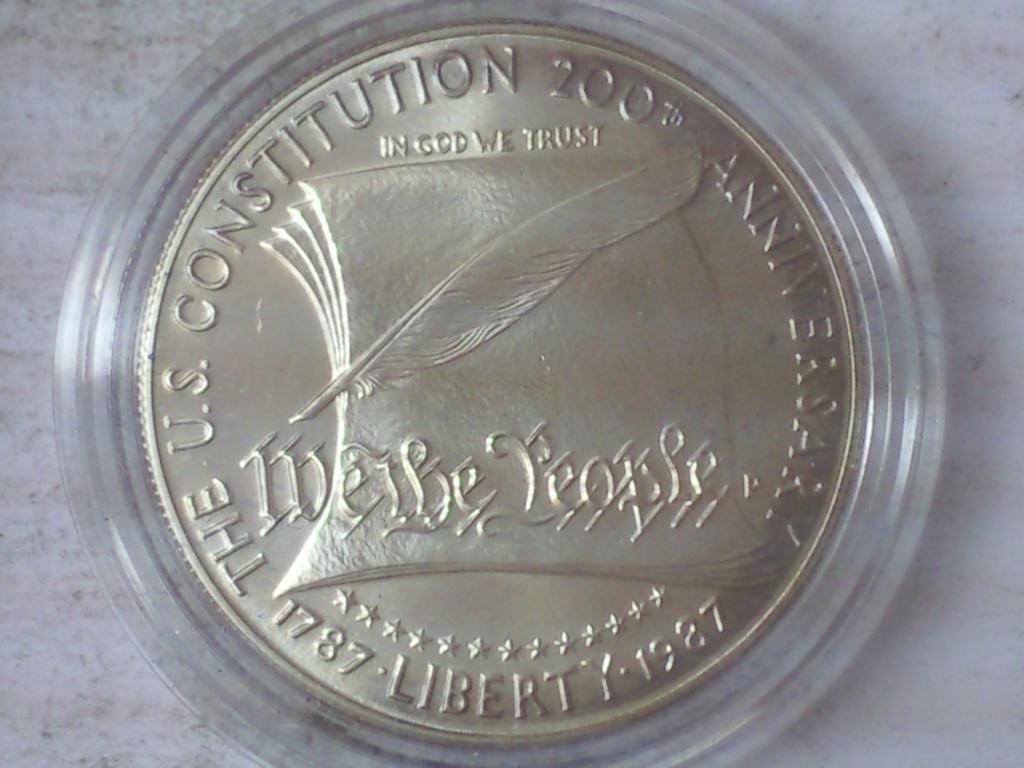 THE U.S. CONSTITUTION 200th ANNIVERSARY
IN GOD WE TRUST
We the People
P
1787 · LIBERTY · 1987